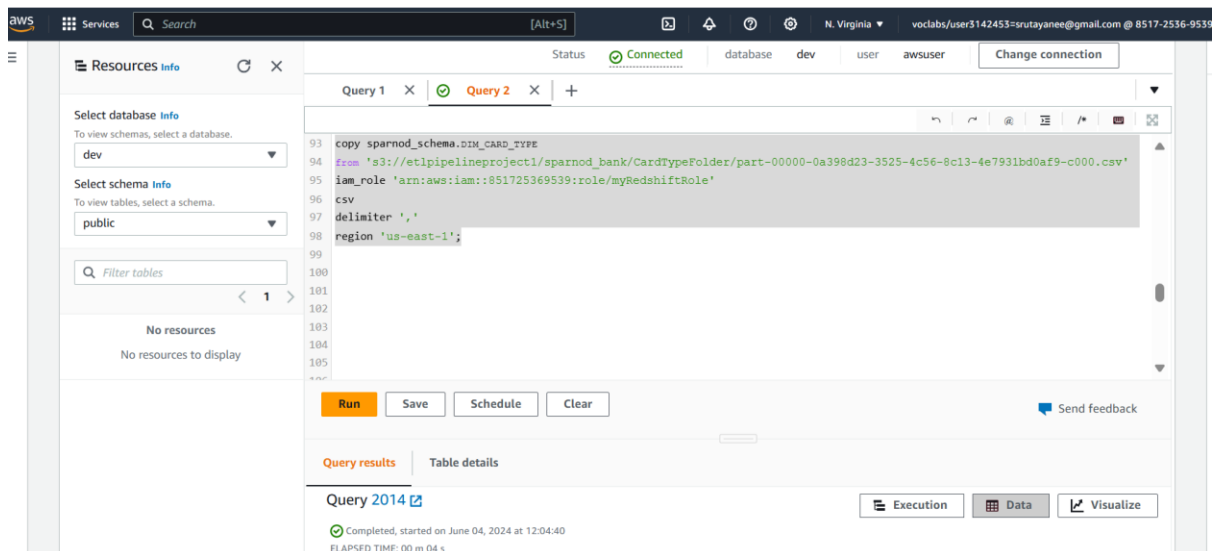 aws Services Search [Alt+S] N. Virginia voclabs/user3142453=srutayanee@gmail.com @ 8517-2536-9539
Resources Info
Status Connected database dev user awsuser Change connection
Query 1 Query 2
Select database Info
To view schemas, select a database.
dev
Select schema Info
To view tables, select a schema.
public
Filter tables
1
No resources
No resources to display
93 copy sparnod_schema.DIM_CARD_TYPE
94 from 's3://etlpipelineproject1/sparnod_bank/CardTypeFolder/part-00000-0a398d23-3525-4c56-8c13-4e7931bd0af9-c000.csv'
95 iam_role 'arn:aws:iam::851725369539:role/myRedshiftRole'
96 csv
97 delimiter ','
98 region 'us-east-1';
99
100
101
102
103
104
105
Run Save Schedule Clear
Send feedback
Query results Table details
Query 2014
Execution Data Visualize
Completed, started on June 04, 2024 at 12:04:40
ELAPSED TIME: 00 m 04 s